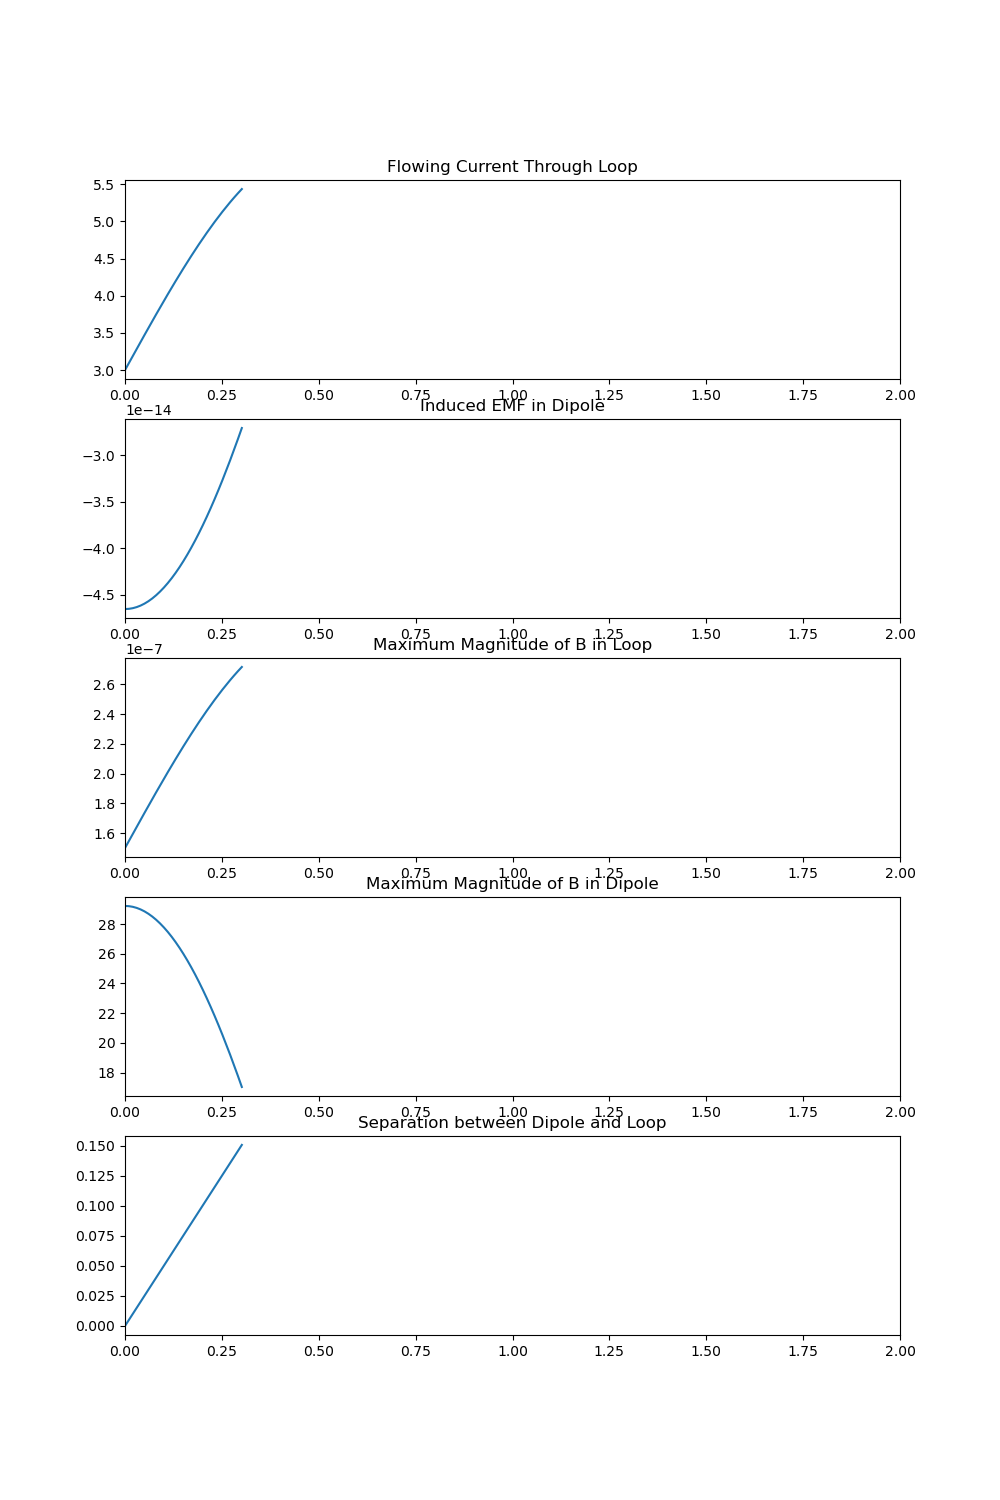 Flowing Current Through Loop
5.5
5.0
4.5
4.0
3.5
3.0
0.00 0.25 0.50 0.75 1.00 1.25 1.50 1.75 2.00
1e−14
Induced EMF in Dipole
−3.0
−3.5
−4.0
−4.5
0.00 0.25 0.50 0.75 1.00 1.25 1.50 1.75 2.00
1e−7
Maximum Magnitude of B in Loop
2.6
2.4
2.2
2.0
1.8
1.6
0.00 0.25 0.50 0.75 1.00 1.25 1.50 1.75 2.00
Maximum Magnitude of B in Dipole
28
26
24
22
20
18
0.00 0.25 0.50 0.75 1.00 1.25 1.50 1.75 2.00
Separation between Dipole and Loop
0.150
0.125
0.100
0.075
0.050
0.025
0.000
0.00 0.25 0.50 0.75 1.00 1.25 1.50 1.75 2.00